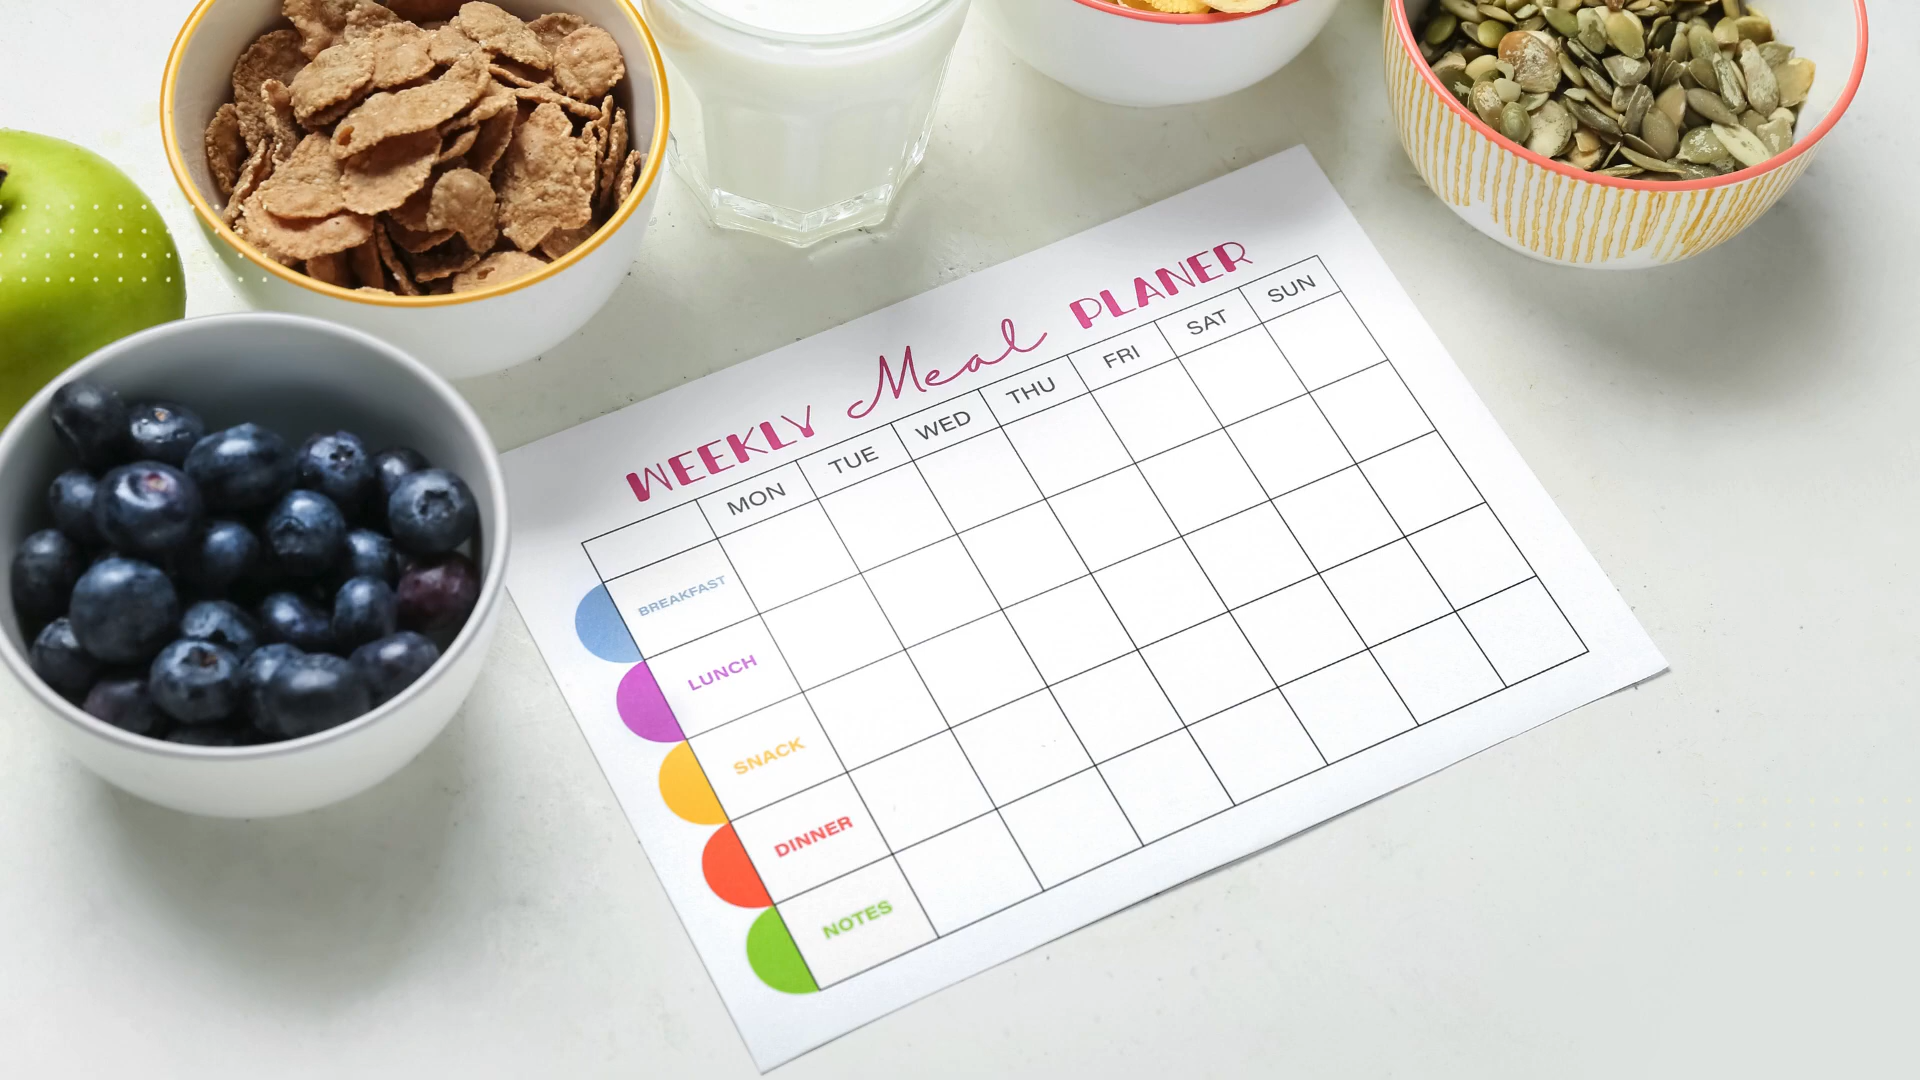 WEEKLY Meal PLANER
MON TUE WED THU FRI SAT SUN
BREAKFAST
LUNCH
SNACK
DINNER
NOTES